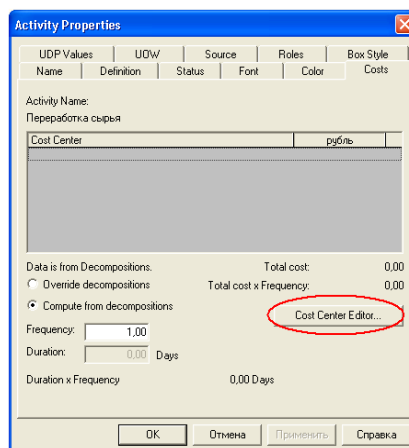 Activity Properties
UDP Values UOW Source Roles Box Style
Name Definition Status Font Color Costs
Activity Name:
Переработка сырья
Cost Center рубль
Data is from Decompositions. Total cost: 0,00
Override decompositions Total cost x Frequency: 0,00
Compute from decompositions Cost Center Editor...
Frequency: 1,00
Duration: 0,00 Days
Duration x Frequency 0,00 Days
OK Отмена Применить Справка